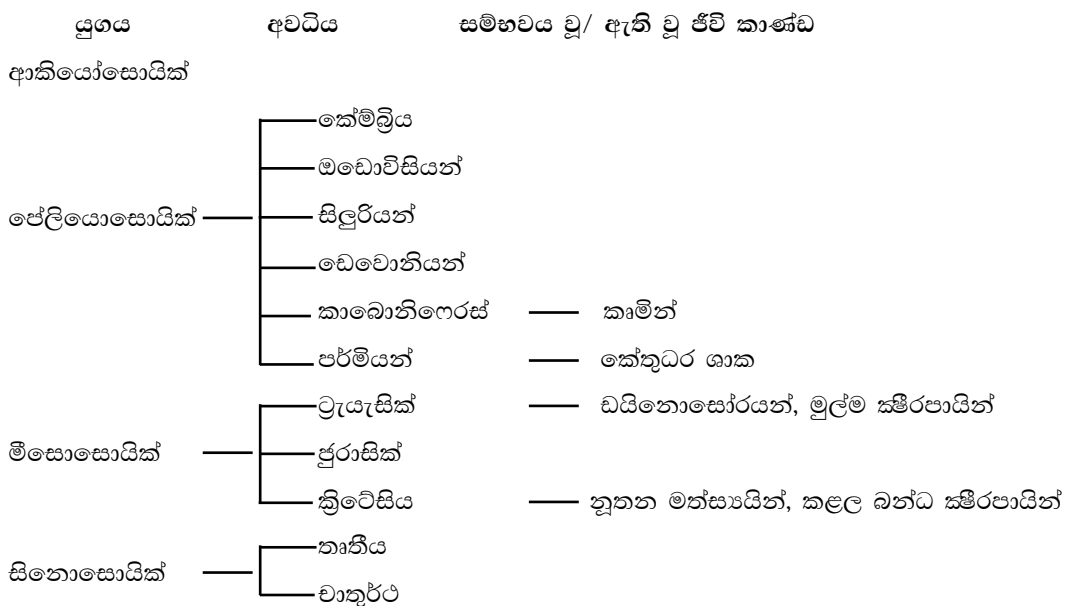 යුගය අවධිය සම්භවය වූ/ ඇති වූ ජීවි කාණ්ඩ
ආකියෝසොයික්
කේම්බ්‍රිය
ඔඩොවිසියන්
පේලියොසොයික් සිලුරියන්
ඩෙවොනියන්
කාබොනිෆෙරස් කෘමින්
පර්මියන් කේතුධර ශාක
ට්‍රැයැසික් ඩයිනොසෝරයන්, මුල්ම ක්‍ෂීරපායින්
මීසොසොයික් ජුරාසික්
ක්‍රිටේසිය නූතන මත්ස්‍යයින්, කළල බන්ධ ක්‍ෂීරපායින්
තෘතීය
සිනොසොයික්
චාතුර්ථ